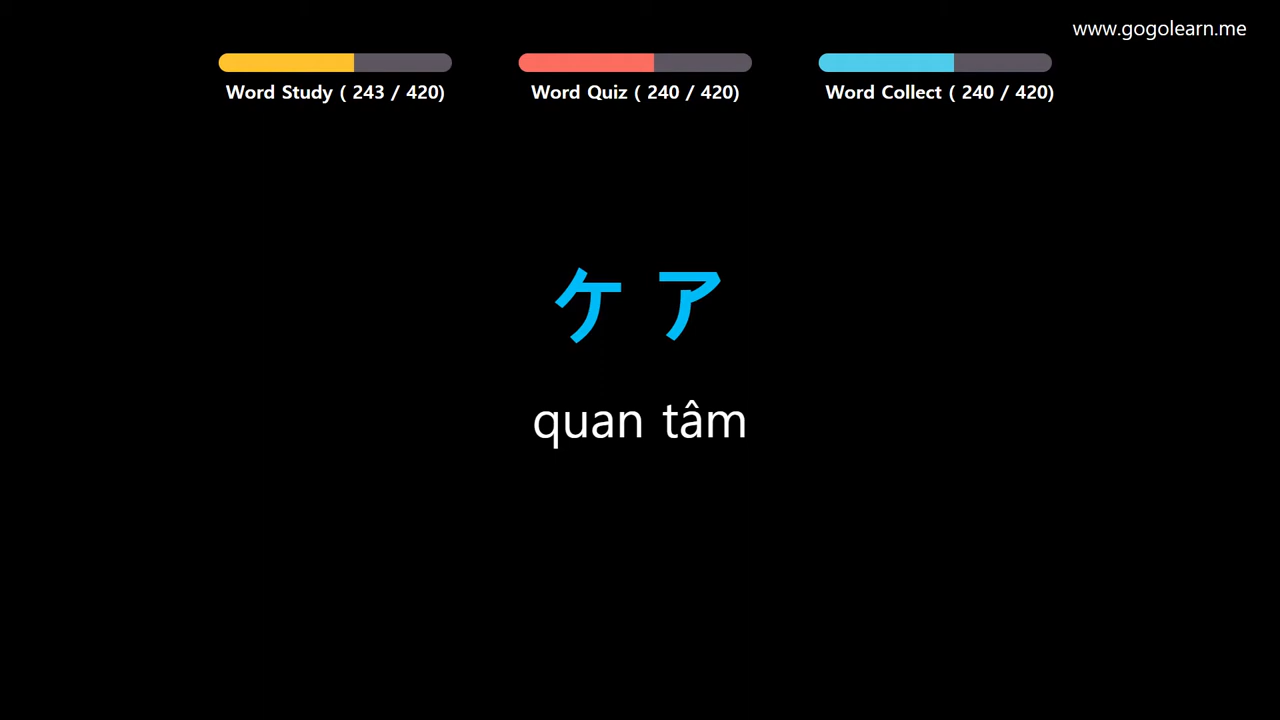 www.gogolearn.me
Word Study ( 243 / 420)
Word Quiz ( 240 / 420)
Word Collect ( 240 / 420)
ケア
quan tâm